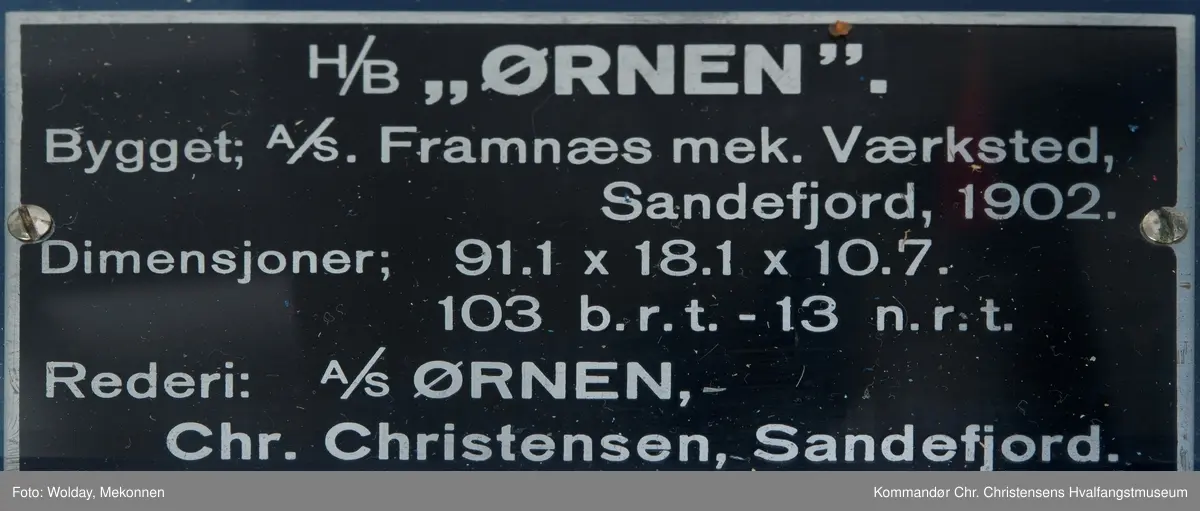 H/B „ØRNEN”.
Bygget; A/S. Framnæs mek. Værksted,
Sandefjord, 1902.
Dimensjoner; 91.1 x 18.1 x 10.7.
103 b.r.t. - 13 n.r.t.
Rederi: A/S ØRNEN,
Chr. Christensen, Sandefjord.
Foto: Wolday, Mekonnen Kommandør Chr. Christensens Hvalfangstmuseum